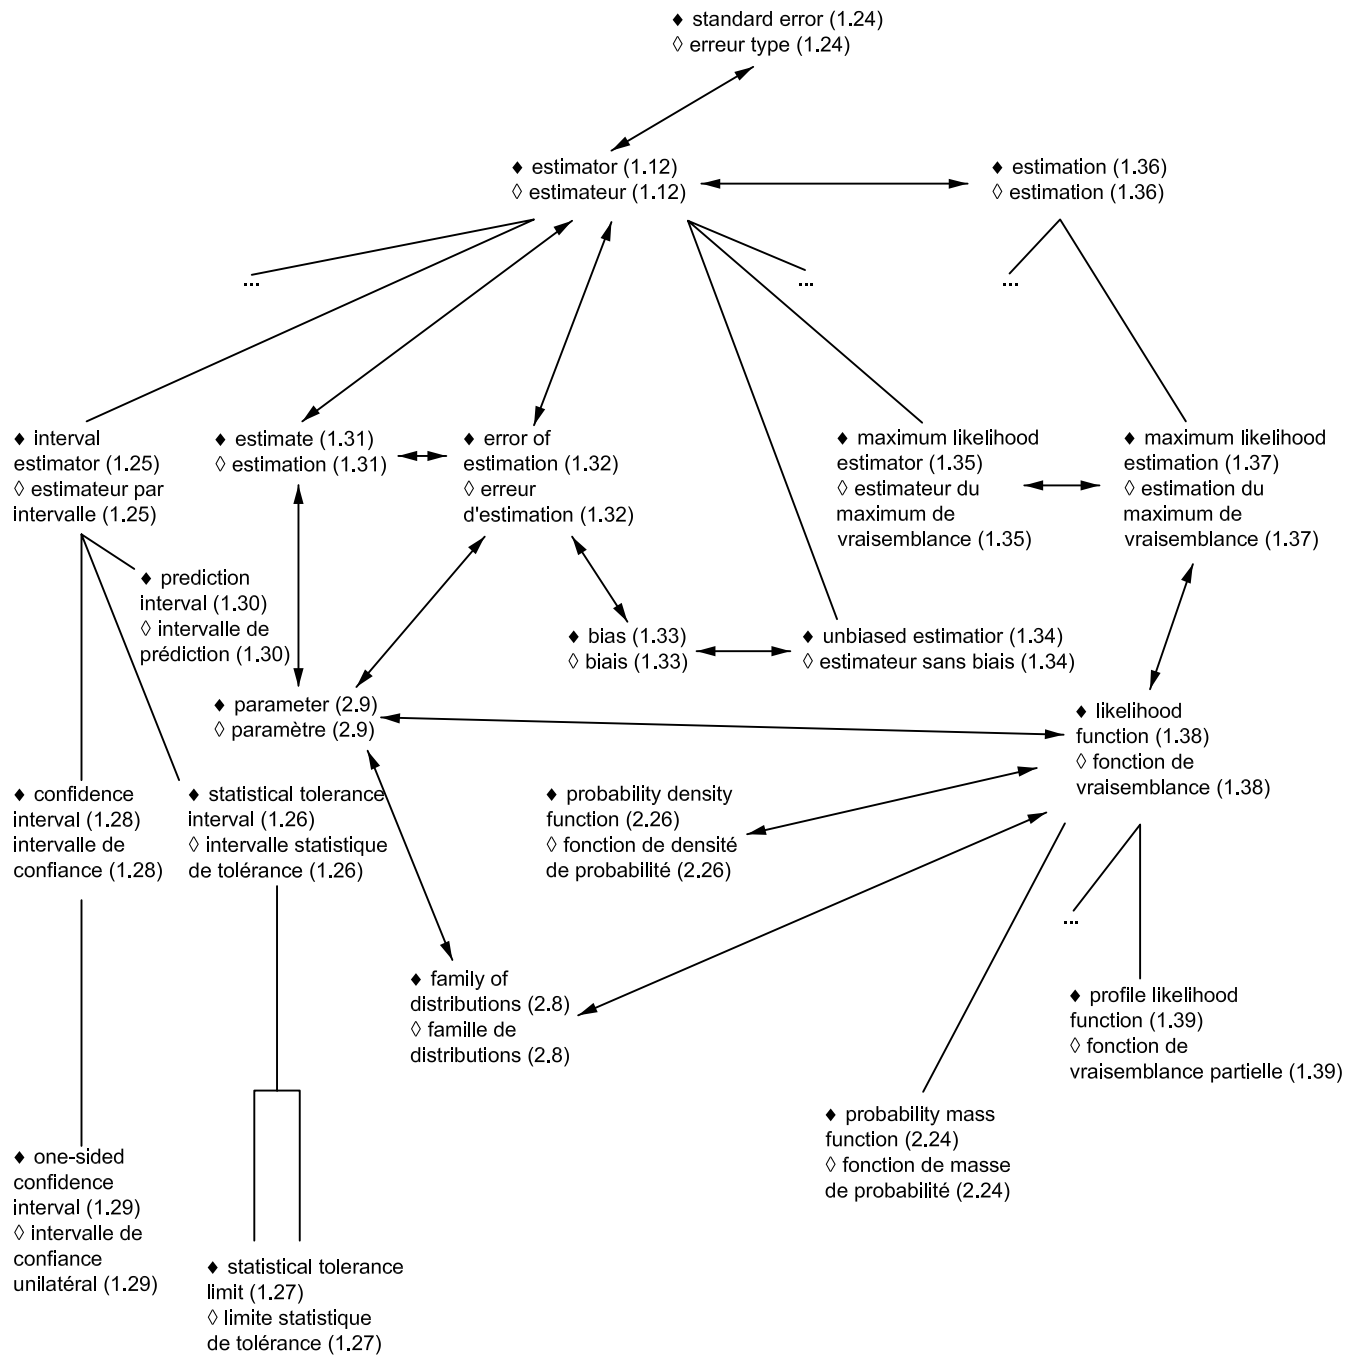 ♦ standard error (1.24)
◊ erreur type (1.24)
♦ estimator (1.12)
◊ estimateur (1.12)
♦ estimation (1.36)
◊ estimation (1.36)
...
...
...
♦ interval
estimator (1.25)
◊ estimateur par
intervalle (1.25)
♦ estimate (1.31)
◊ estimation (1.31)
♦ error of
estimation (1.32)
◊ erreur
d'estimation (1.32)
♦ maximum likelihood
estimator (1.35)
◊ estimateur du
maximum de
vraisemblance (1.35)
♦ maximum likelihood
estimation (1.37)
◊ estimation du
maximum de
vraisemblance (1.37)
♦ prediction
interval (1.30)
◊ intervalle de
prédiction (1.30)
♦ bias (1.33)
◊ biais (1.33)
♦ unbiased estimatior (1.34)
◊ estimateur sans biais (1.34)
♦ parameter (2.9)
◊ paramètre (2.9)
♦ likelihood
function (1.38)
◊ fonction de
vraisemblance (1.38)
♦ confidence
interval (1.28)
intervalle de
confiance (1.28)
♦ statistical tolerance
interval (1.26)
◊ intervalle statistique
de tolérance (1.26)
♦ probability density
function (2.26)
◊ fonction de densité
de probabilité (2.26)
...
♦ family of
distributions (2.8)
◊ famille de
distributions (2.8)
♦ profile likelihood
function (1.39)
◊ fonction de
vraisemblance partielle (1.39)
♦ probability mass
function (2.24)
◊ fonction de masse
de probabilité (2.24)
♦ one-sided
confidence
interval (1.29)
◊ intervalle de
confiance
unilatéral (1.29)
♦ statistical tolerance
limit (1.27)
◊ limite statistique
de tolérance (1.27)